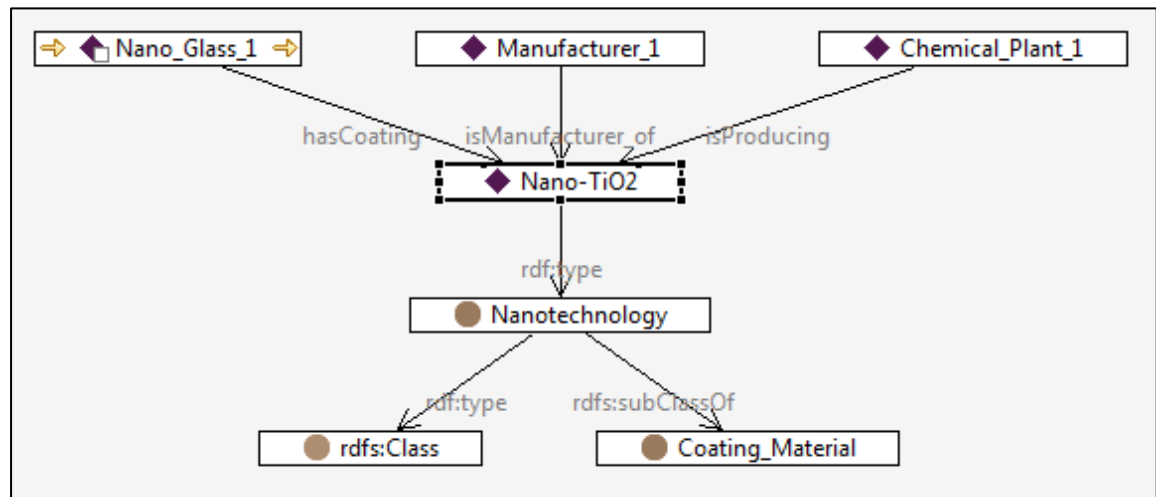 Nano_Glass_1
Manufacturer_1
Chemical_Plant_1
hasCoating
isManufacturer_of
isProducing
Nano-TiO2
rdf:type
Nanotechnology
rdf:type
rdfs:subClassOf
rdfs:Class
Coating_Material